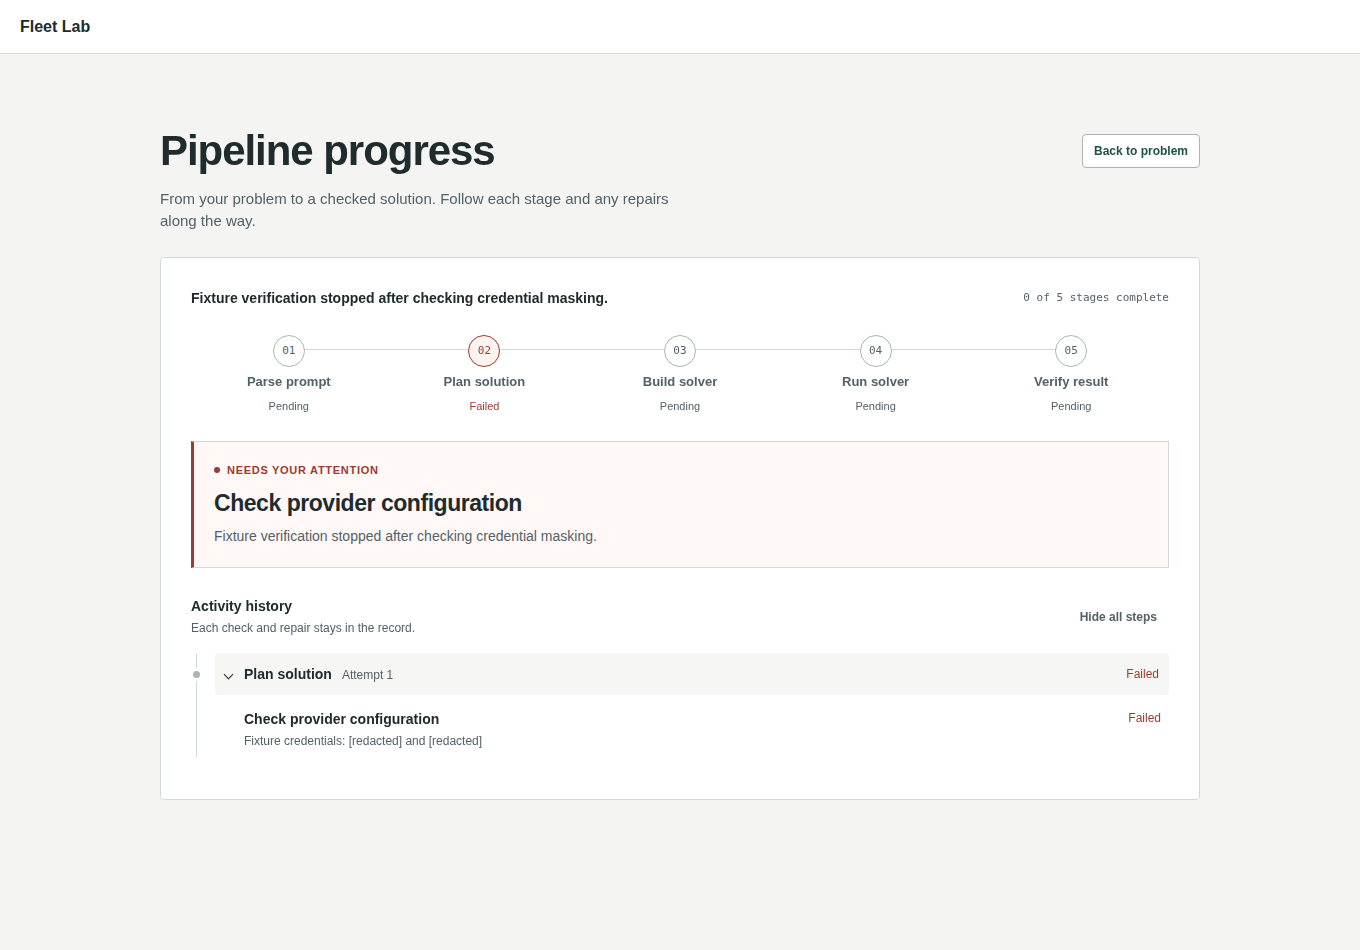 Fleet Lab
Pipeline progress
Back to problem
From your problem to a checked solution. Follow each stage and any repairs
along the way.
Fixture verification stopped after checking credential masking.
0 of 5 stages complete
01
02
03
04
05
Parse prompt
Plan solution
Build solver
Run solver
Verify result
Pending
Failed
Pending
Pending
Pending
NEEDS YOUR ATTENTION
Check provider configuration
Fixture verification stopped after checking credential masking.
Activity history
Each check and repair stays in the record.
Hide all steps
Plan solution Attempt 1
Failed
Check provider configuration
Failed
Fixture credentials: [redacted] and [redacted]